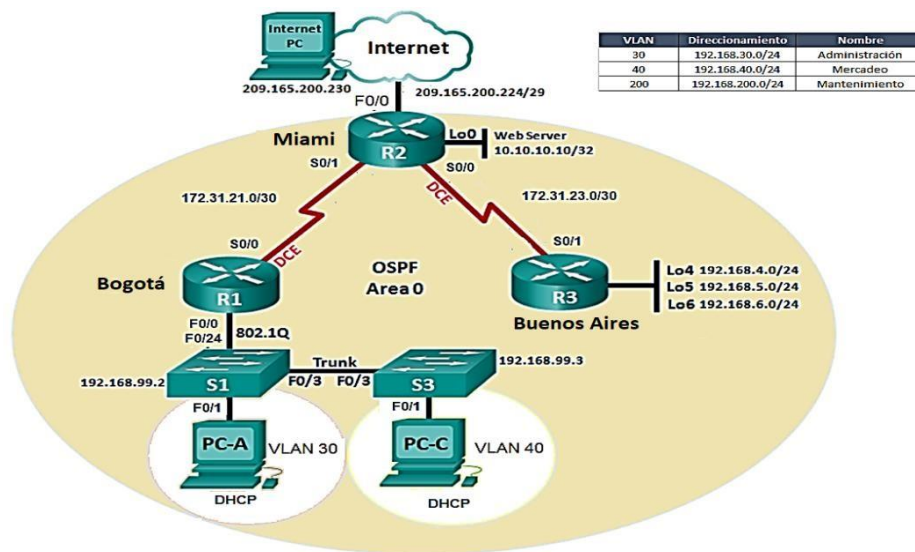 Internet
PC
Internet
209.165.200.230
F0/0
209.165.200.224/29
VLAN Direccionamiento Nombre
30 192.168.30.0/24 Administración
40 192.168.40.0/24 Mercadeo
200 192.168.200.0/24 Mantenimiento
Miami
R2
Lo0
Web Server
10.10.10.10/32
S0/1
S0/0
DCE
172.31.21.0/30
172.31.23.0/30
S0/0
DCE
S0/1
Bogotá
R1
OSPF
Area 0
R3
Buenos Aires
Lo4 192.168.4.0/24
Lo5 192.168.5.0/24
Lo6 192.168.6.0/24
F0/0
F0/24
802.1Q
192.168.99.2
S1
Trunk
F0/3 F0/3
S3
192.168.99.3
F0/1
F0/1
PC-A
VLAN 30
DHCP
PC-C
VLAN 40
DHCP